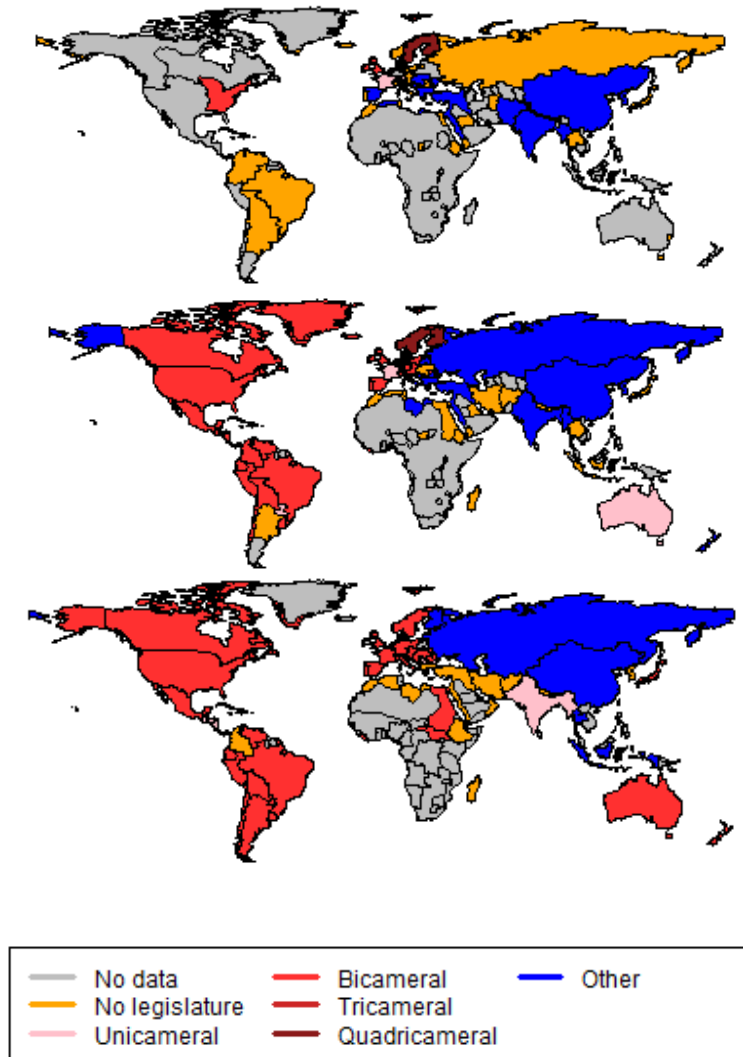 No data
No legislature
Unicameral
Bicameral
Tricameral
Quadricameral
Other